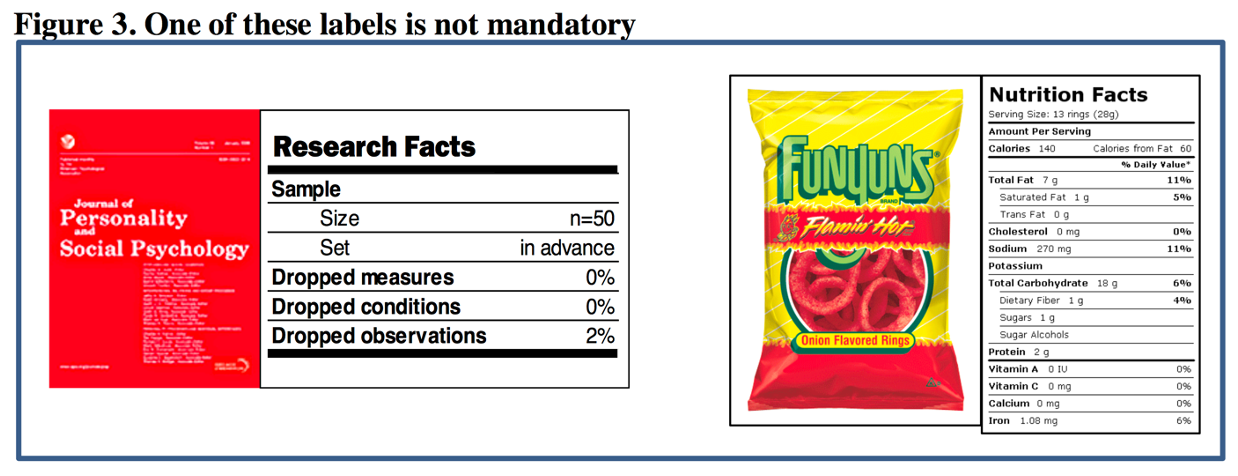 Figure 3. One of these labels is not mandatory
Journal of
Personality
and
Social Psychology
Research Facts
Sample
Size n=50
Set in advance
Dropped measures 0%
Dropped conditions 0%
Dropped observations 2%
FUNYUNS®
BRAND
Flamin' Hot
Onion Flavored Rings
Nutrition Facts
Serving Size: 13 rings (28g)
Amount Per Serving
Calories 140 Calories from Fat 60
% Daily Value*
Total Fat 7 g 11%
Saturated Fat 1 g 5%
Trans Fat 0 g
Cholesterol 0 mg 0%
Sodium 270 mg 11%
Potassium
Total Carbohydrate 18 g 6%
Dietary Fiber 1 g 4%
Sugars 1 g
Sugar Alcohols
Protein 2 g
Vitamin A 0 IU 0%
Vitamin C 0 mg 0%
Calcium 0 mg 0%
Iron 1.08 mg 6%